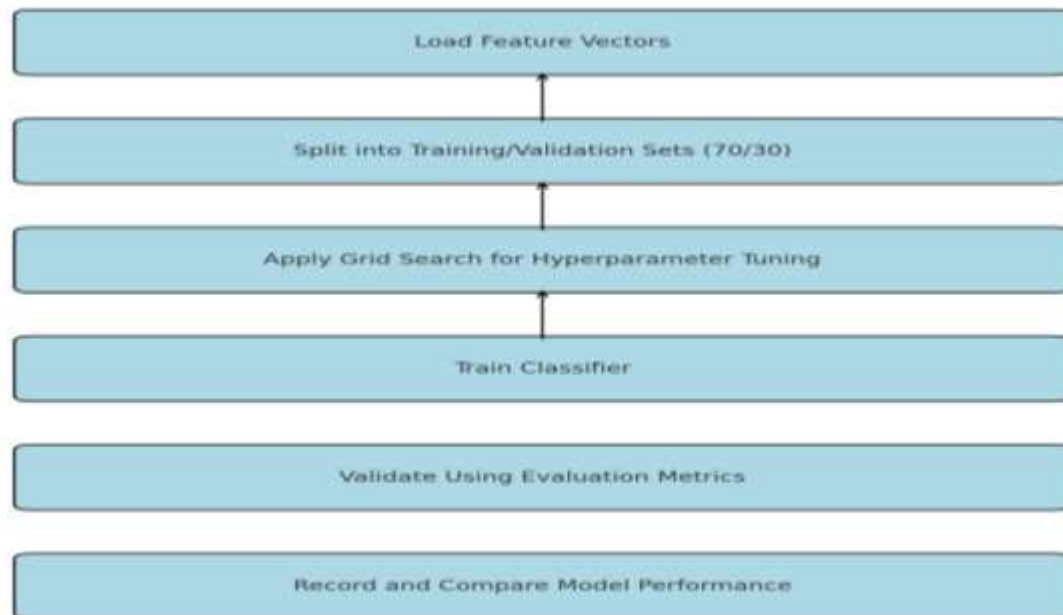 Load Feature Vectors
Split into Training/Validation Sets (70/30)
Apply Grid Search for Hyperparameter Tuning
Train Classifier
Validate Using Evaluation Metrics
Record and Compare Model Performance